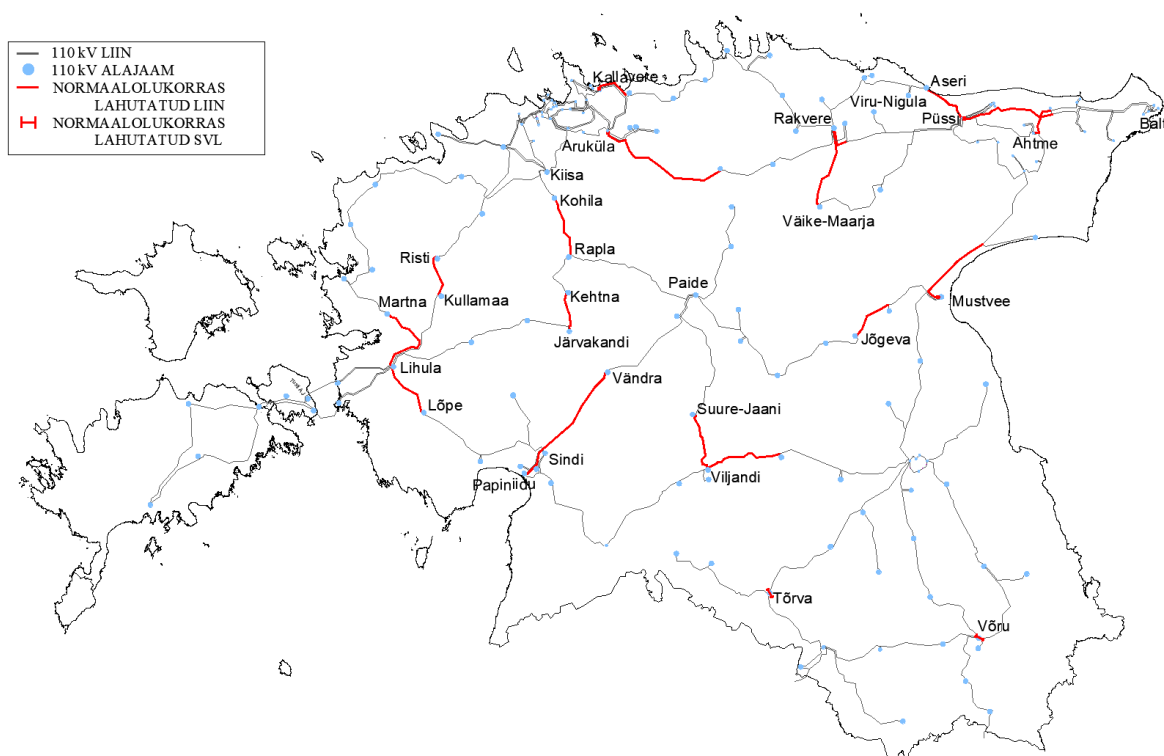 110 kV LIIN
110 kV ALAJAAM
NORMAALOLUKORRAS
LAHUTATUD LIIN
NORMAALOLUKORRAS
LAHUTATUD SVL
Kallavere
Aseri
Viru-Nigula
Rakvere
Püssi
Balti
Aruküla
Ahtme
Kiisa
Kohila
Väike-Maarja
Risti
Rapla
Paide
Kullamaa
Kehtna
Mustvee
Martna
Järvakandi
Jõgeva
Lihula
Vändra
Lõpe
Suure-Jaani
Sindi
Papiniidu
Viljandi
Tõrva
Võru